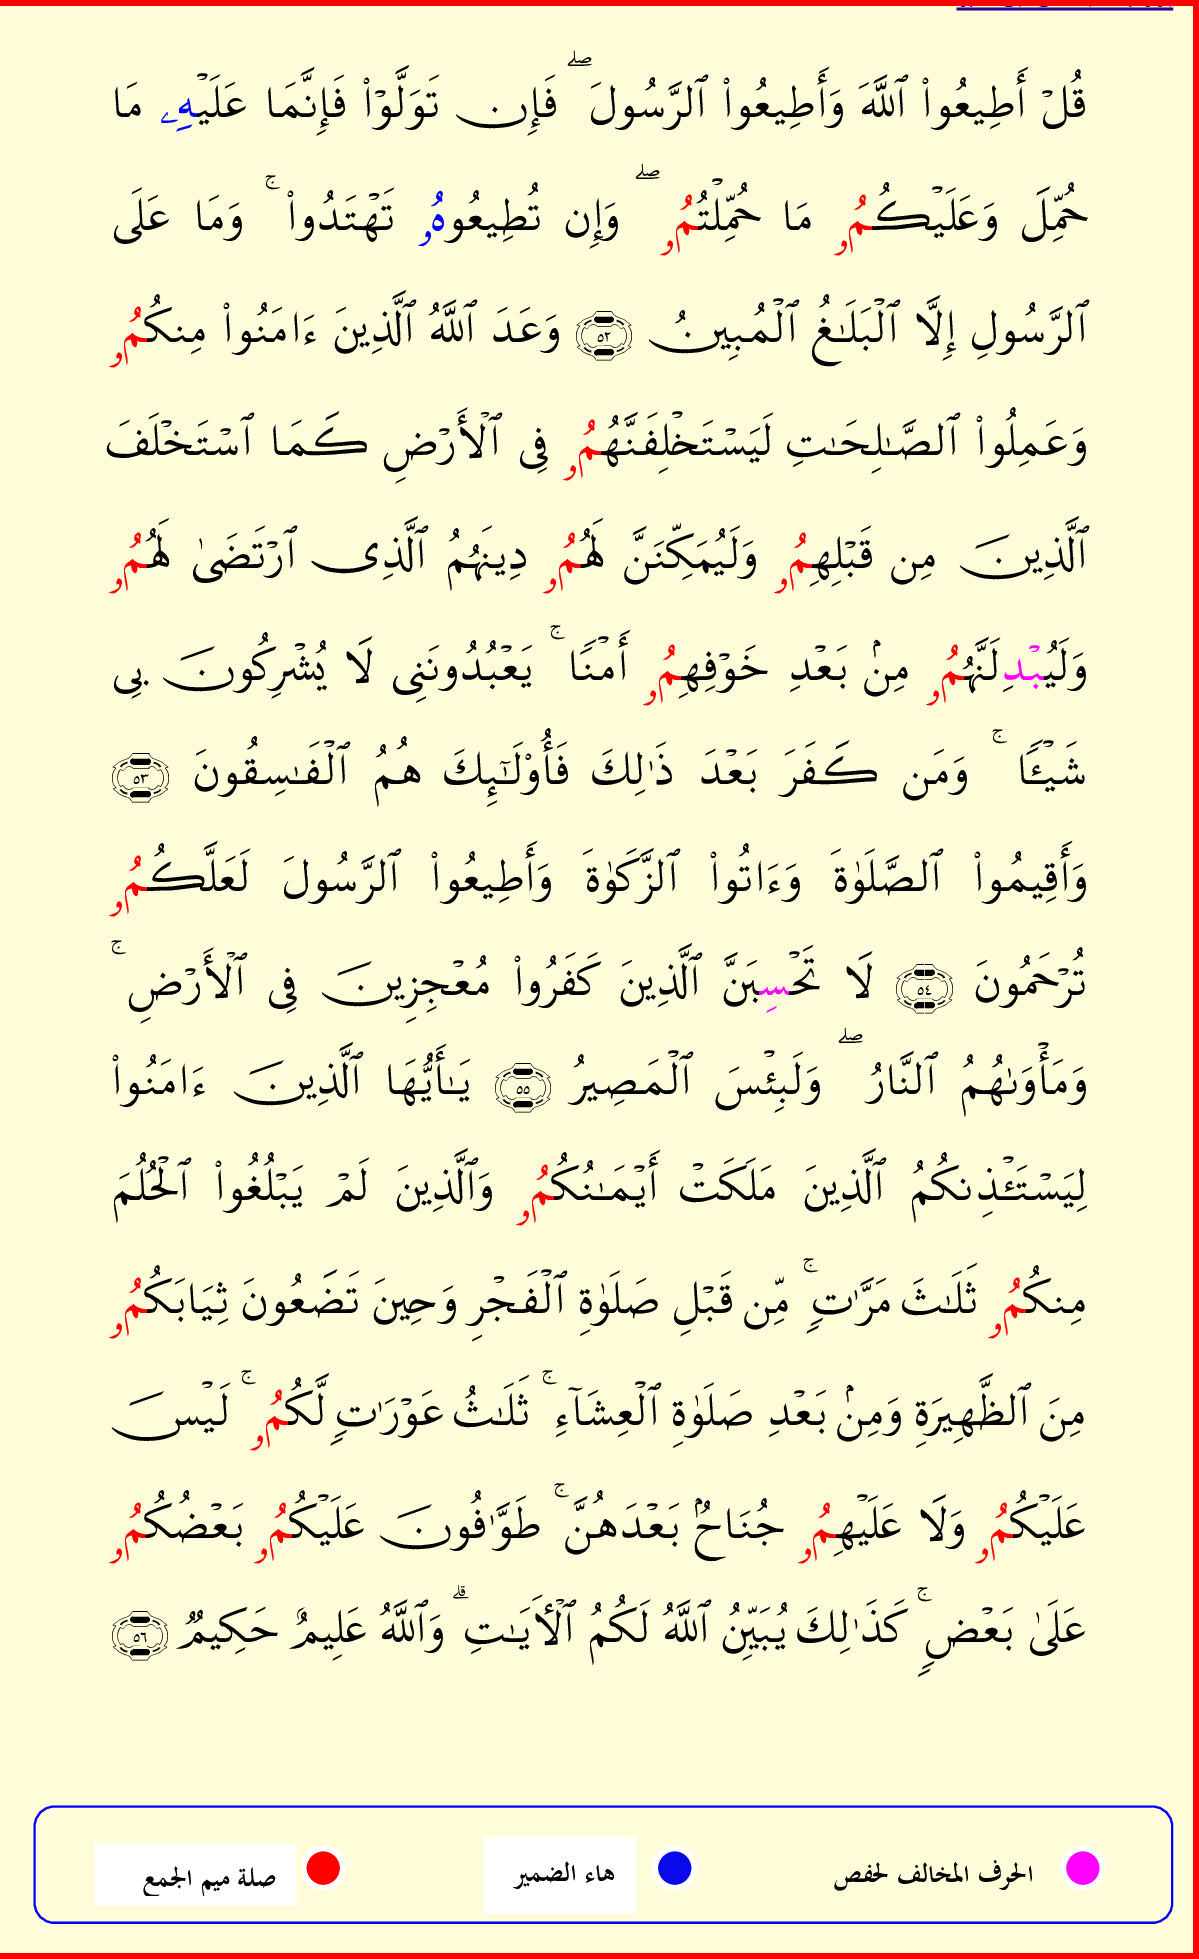 قُلۡ أَطِيعُواْ ٱللَّهَ وَأَطِيعُواْ ٱلرَّسُولَۖ فَإِن تَوَلَّوۡاْ فَإِنَّمَا عَلَيۡهِۦ مَا
حُمِّلَ وَعَلَيۡكُمُۥ مَا حُمِّلۡتُمُۥۖ وَإِن تُطِيعُوهُۥ تَهۡتَدُواْۚ وَمَا عَلَى
ٱلرَّسُولِ إِلَّا ٱلۡبَلَٰغُ ٱلۡمُبِينُ ٥٢ وَعَدَ ٱللَّهُ ٱلَّذِينَ ءَامَنُواْ مِنكُمُۥ
وَعَمِلُواْ ٱلصَّٰلِحَٰتِ لَيَسۡتَخۡلِفَنَّهُمُۥ فِي ٱلۡأَرۡضِ كَمَا ٱسۡتَخۡلَفَ
ٱلَّذِينَ مِن قَبۡلِهِمُۥ وَلَيُمَكِّنَنَّ لَهُمُۥ دِينَهُمُ ٱلَّذِي ٱرۡتَضَىٰ لَهُمُۥ
وَلَيُبۡدِلَنَّهُمُۥ مِنۢ بَعۡدِ خَوۡفِهِمُۥ أَمۡنٗاۚ يَعۡبُدُونَنِي لَا يُشۡرِكُونَ بِي
شَيۡـٔٗاۚ وَمَن كَفَرَ بَعۡدَ ذَٰلِكَ فَأُوْلَٰٓئِكَ هُمُ ٱلۡفَٰسِقُونَ ٥٣
وَأَقِيمُواْ ٱلصَّلَوٰةَ وَءَاتُواْ ٱلزَّكَوٰةَ وَأَطِيعُواْ ٱلرَّسُولَ لَعَلَّكُمُۥ
تُرۡحَمُونَ ٥٤ لَا تَحۡسِبَنَّ ٱلَّذِينَ كَفَرُواْ مُعۡجِزِينَ فِي ٱلۡأَرۡضِۚ
وَمَأۡوَىٰهُمُ ٱلنَّارُۖ وَلَبِئۡسَ ٱلۡمَصِيرُ ٥٥ يَٰأَيُّهَا ٱلَّذِينَ ءَامَنُواْ
لِيَسۡتَـٔۡذِنكُمُ ٱلَّذِينَ مَلَكَتۡ أَيۡمَٰنُكُمُۥ وَٱلَّذِينَ لَمۡ يَبۡلُغُواْ ٱلۡحُلُمَ
مِنكُمُۥ ثَلَٰثَ مَرَّٰتٖۚ مِّن قَبۡلِ صَلَوٰةِ ٱلۡفَجۡرِ وَحِينَ تَضَعُونَ ثِيَابَكُمُۥ
مِنَ ٱلظَّهِيرَةِ وَمِنۢ بَعۡدِ صَلَوٰةِ ٱلۡعِشَآءِۚ ثَلَٰثُ عَوۡرَٰتٖ لَّكُمُۥۚ لَيۡسَ
عَلَيۡكُمُۥ وَلَا عَلَيۡهِمُۥ جُنَاحُۢ بَعۡدَهُنَّۚ طَوَّٰفُونَ عَلَيۡكُمُۥ بَعۡضُكُمُۥ
عَلَىٰ بَعۡضٖۚ كَذَٰلِكَ يُبَيِّنُ ٱللَّهُ لَكُمُ ٱلۡأٓيَٰتِۗ وَٱللَّهُ عَلِيمٌ حَكِيمٞ ٥٦
الحرف المخالف لحفص هاء الضمير صلة ميم الجمع